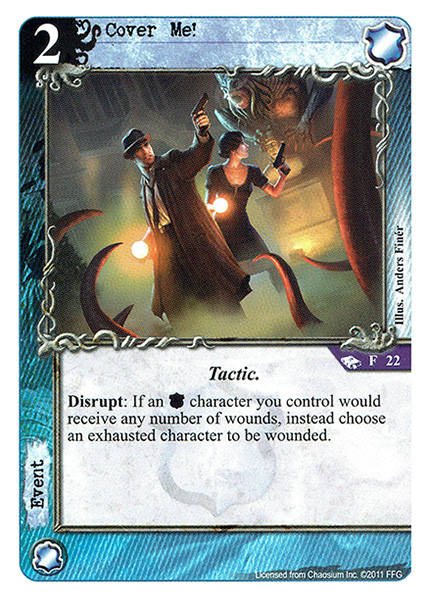 2
Cover Me!
Illus. Anders Finér
F 22
Tactic.
Disrupt: If an character you control would
receive any number of wounds, instead choose
an exhausted character to be wounded.
Event
Licensed from Chaosium Inc. ©2011 FFG